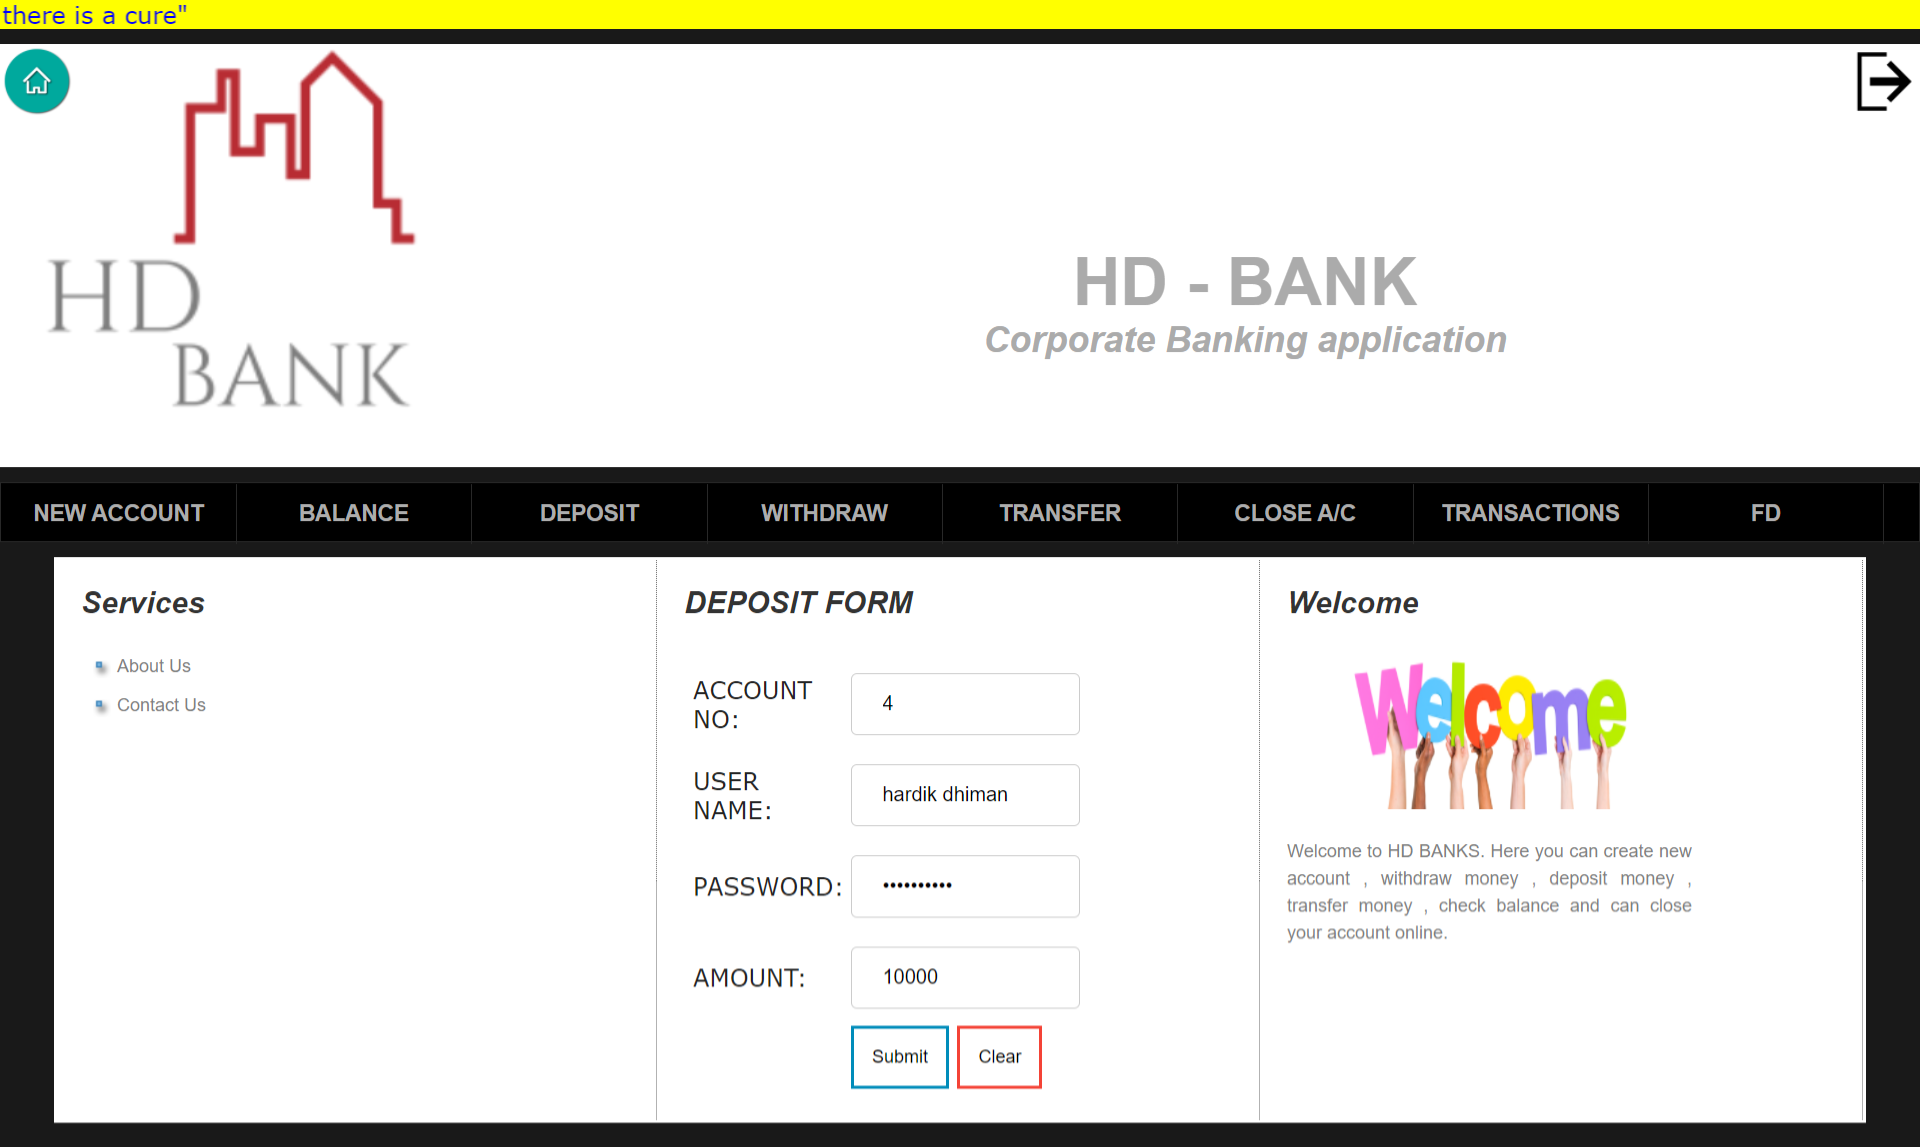 there is a cure"
HD
BANK
HD - BANK
Corporate Banking application
NEW ACCOUNT BALANCE DEPOSIT WITHDRAW TRANSFER CLOSE A/C TRANSACTIONS FD
Services
About Us
Contact Us
DEPOSIT FORM
ACCOUNT
NO:
4
USER
NAME:
hardik dhiman
PASSWORD:
••••••••••
AMOUNT:
10000
Submit Clear
Welcome
Welcome
Welcome to HD BANKS. Here you can create new
account , withdraw money , deposit money ,
transfer money , check balance and can close
your account online.